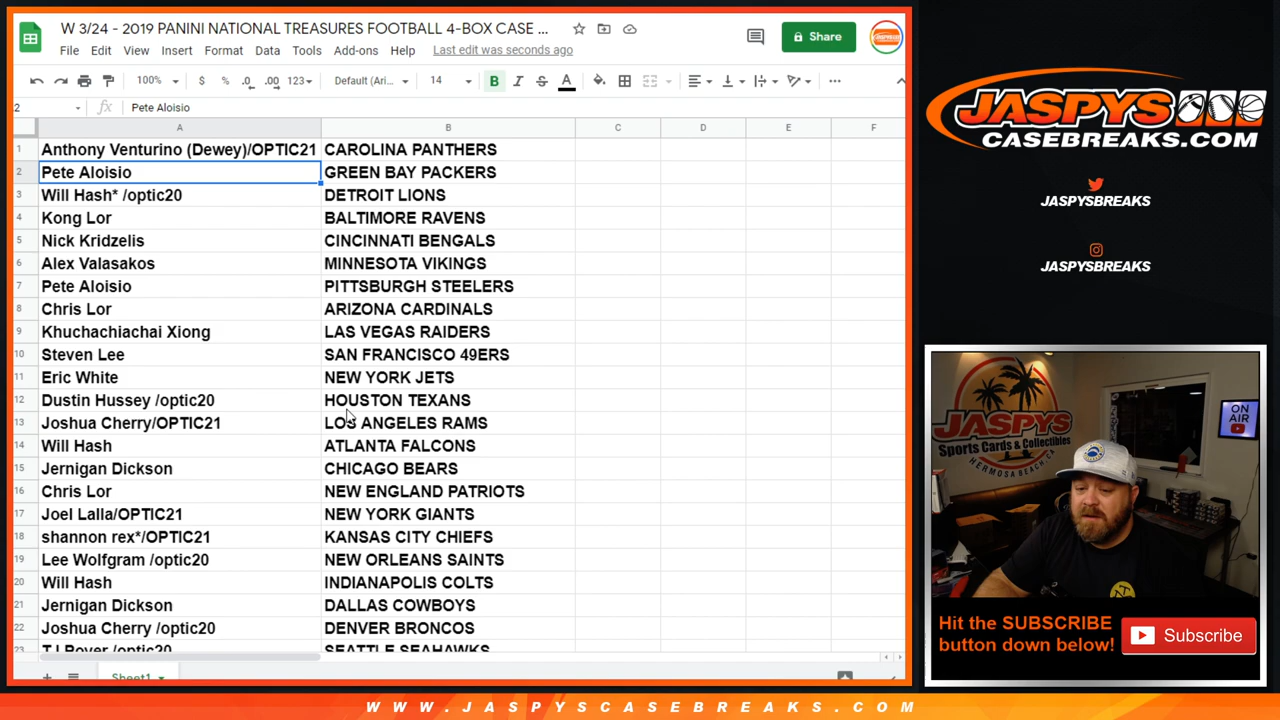 W 3/24 - 2019 PANINI NATIONAL TREASURES FOOTBALL 4-BOX CASE ...
File Edit View Insert Format Data Tools Add-ons Help Last edit was seconds ago
Share
100% $ % .0 .00 123 Default (Ari... 14 B I S A
2 fx Pete Aloisio
A B C D E F
1 Anthony Venturino (Dewey)/OPTIC21 CAROLINA PANTHERS
2 Pete Aloisio GREEN BAY PACKERS
3 Will Hash* /optic20 DETROIT LIONS
4 Kong Lor BALTIMORE RAVENS
5 Nick Kridzelis CINCINNATI BENGALS
6 Alex Valasakos MINNESOTA VIKINGS
7 Pete Aloisio PITTSBURGH STEELERS
8 Chris Lor ARIZONA CARDINALS
9 Khuchachiachai Xiong LAS VEGAS RAIDERS
10 Steven Lee SAN FRANCISCO 49ERS
11 Eric White NEW YORK JETS
12 Dustin Hussey /optic20 HOUSTON TEXANS
13 Joshua Cherry/OPTIC21 LOS ANGELES RAMS
14 Will Hash ATLANTA FALCONS
15 Jernigan Dickson CHICAGO BEARS
16 Chris Lor NEW ENGLAND PATRIOTS
17 Joel Lalla/OPTIC21 NEW YORK GIANTS
18 shannon rex*/OPTIC21 KANSAS CITY CHIEFS
19 Lee Wolfgram /optic20 NEW ORLEANS SAINTS
20 Will Hash INDIANAPOLIS COLTS
21 Jernigan Dickson DALLAS COWBOYS
22 Joshua Cherry /optic20 DENVER BRONCOS
23 /optic20 SEATTLE SEAHAWKS
Sheet1
JASPYS
CASEBREAKS.COM
JASPYSBREAKS
JASPYSBREAKS
JASPYS
Sports Cards & Collectibles
HERMOSA BEACH, CA
ON AIR
Hit the SUBSCRIBE
button down below!
Subscribe
WWW.JASPYSCASEBREAKS.COM